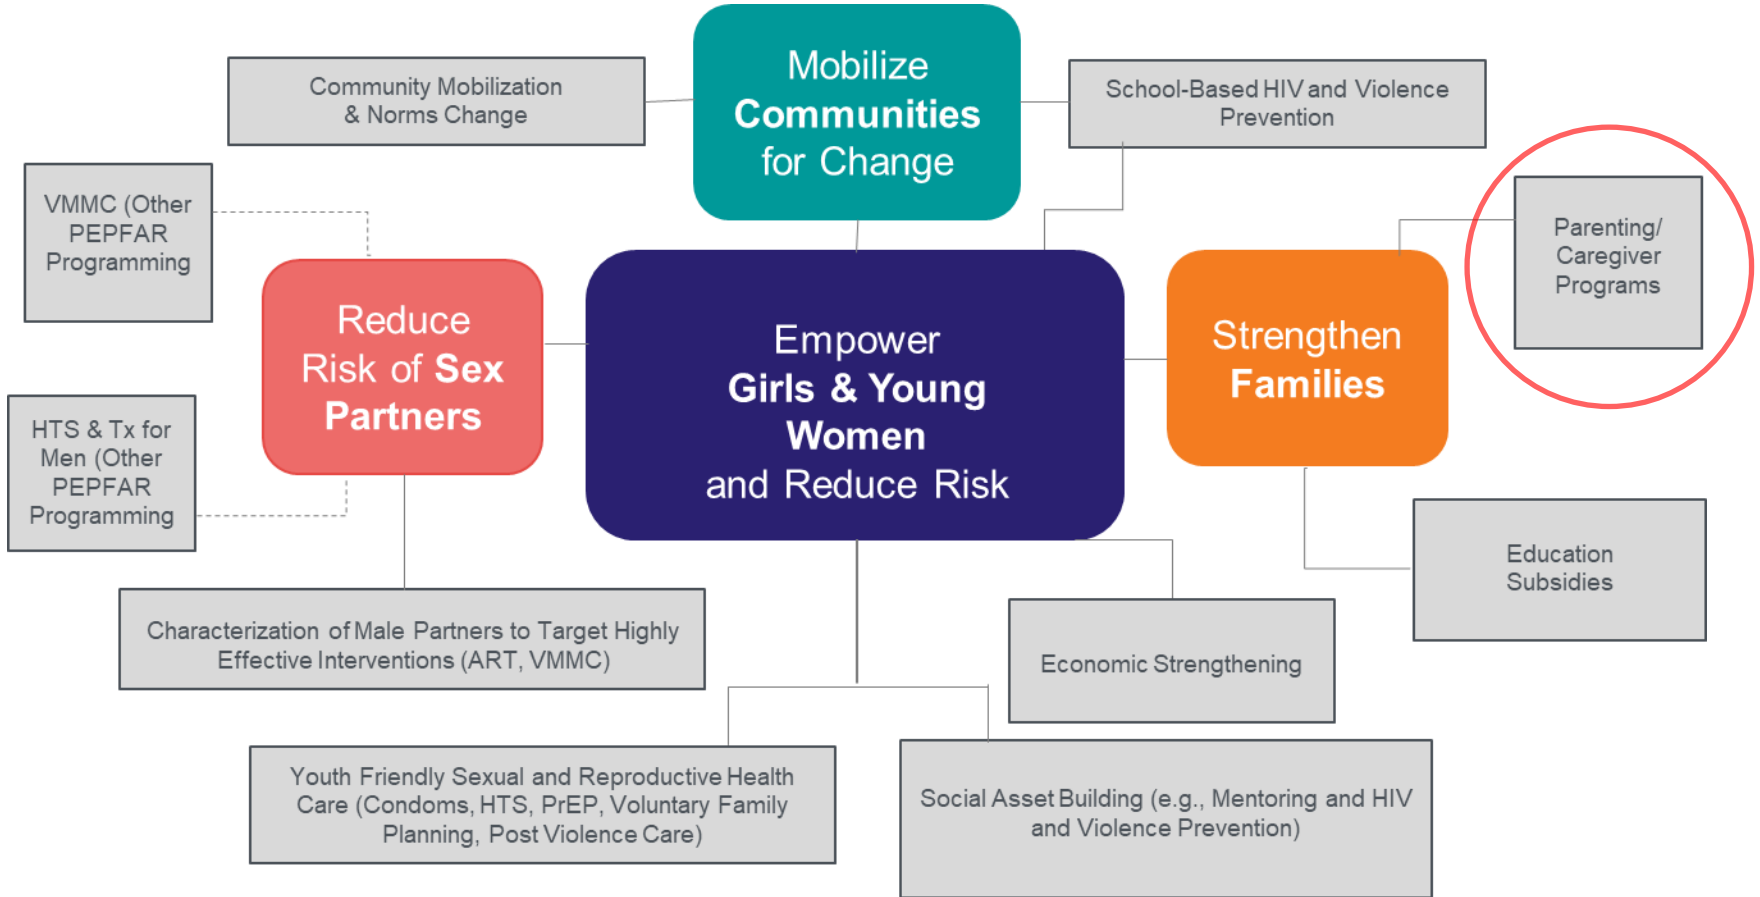 Mobilize
Communities
for Change
Community Mobilization
& Norms Change
School-Based HIV and Violence
Prevention
VMMC (Other
PEPFAR
Programming
Parenting/
Caregiver
Programs
Reduce
Risk of Sex
Partners
Empower
Girls & Young
Women
and Reduce Risk
Strengthen
Families
HTS & Tx for
Men (Other
PEPFAR
Programming
Education
Subsidies
Characterization of Male Partners to Target Highly
Effective Interventions (ART, VMMC)
Economic Strengthening
Youth Friendly Sexual and Reproductive Health
Care (Condoms, HTS, PrEP, Voluntary Family
Planning, Post Violence Care)
Social Asset Building (e.g., Mentoring and HIV
and Violence Prevention)